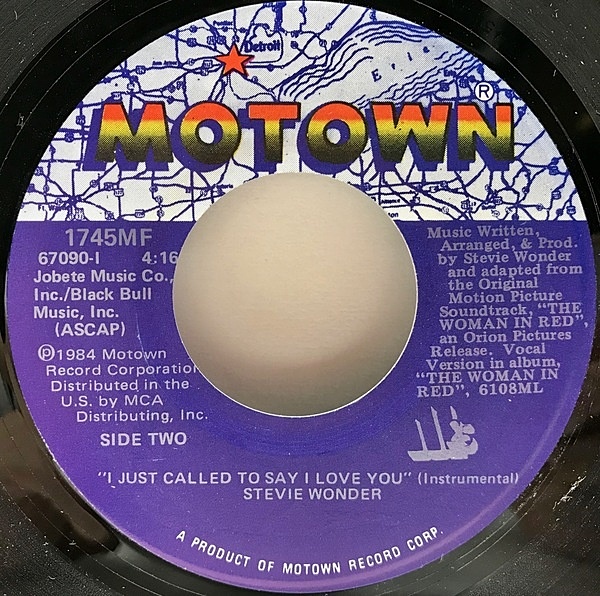 Detroit
Erie
MOTOWN®
1745MF
67090-I 4:16
Jobete Music Co.,
Inc./Black Bull
Music, Inc.
(ASCAP)
Ⓟ1984 Motown
Record Corporation
Distributed in the
U.S. by MCA
Distributing, Inc.
SIDE TWO
Music Written,
Arranged, & Prod.
by Stevie Wonder
and adapted from
the Original
Motion Picture
Soundtrack, "THE
WOMAN IN RED",
an Orion Pictures
Release. Vocal
Version in album,
"THE WOMAN IN
RED", 6108ML
"I JUST CALLED TO SAY I LOVE YOU" (Instrumental)
STEVIE WONDER
A PRODUCT OF MOTOWN RECORD CORP.